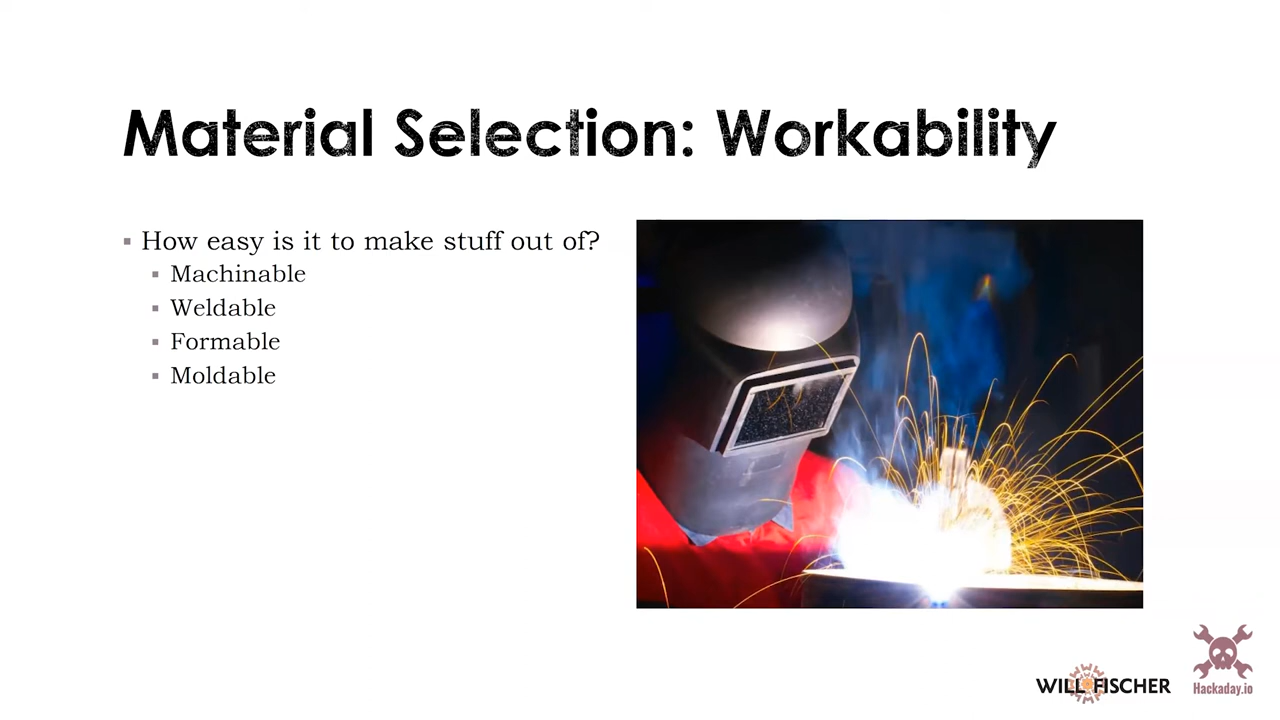 Material Selection: Workability
How easy is it to make stuff out of?
Machinable
Weldable
Formable
Moldable
WILL FISCHER
Hackaday.io